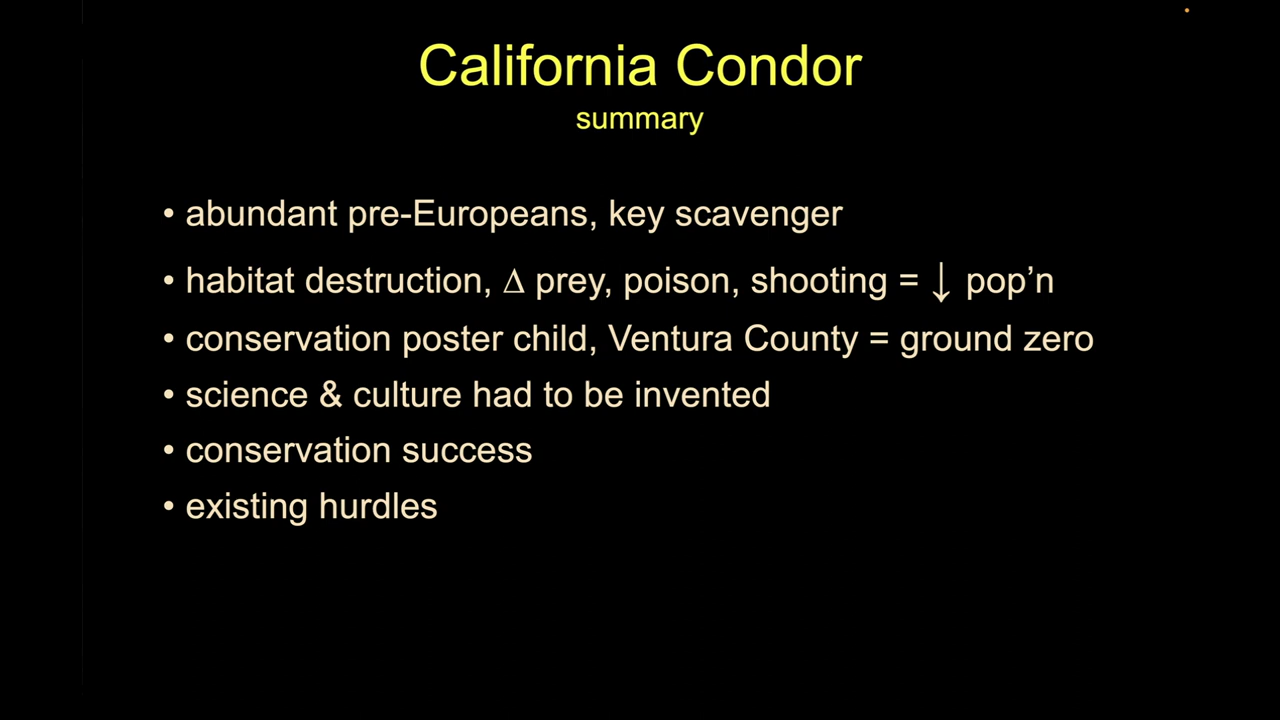 California Condor
summary
• abundant pre-Europeans, key scavenger
• habitat destruction, Δ prey, poison, shooting = ↓ pop’n
• conservation poster child, Ventura County = ground zero
• science & culture had to be invented
• conservation success
• existing hurdles